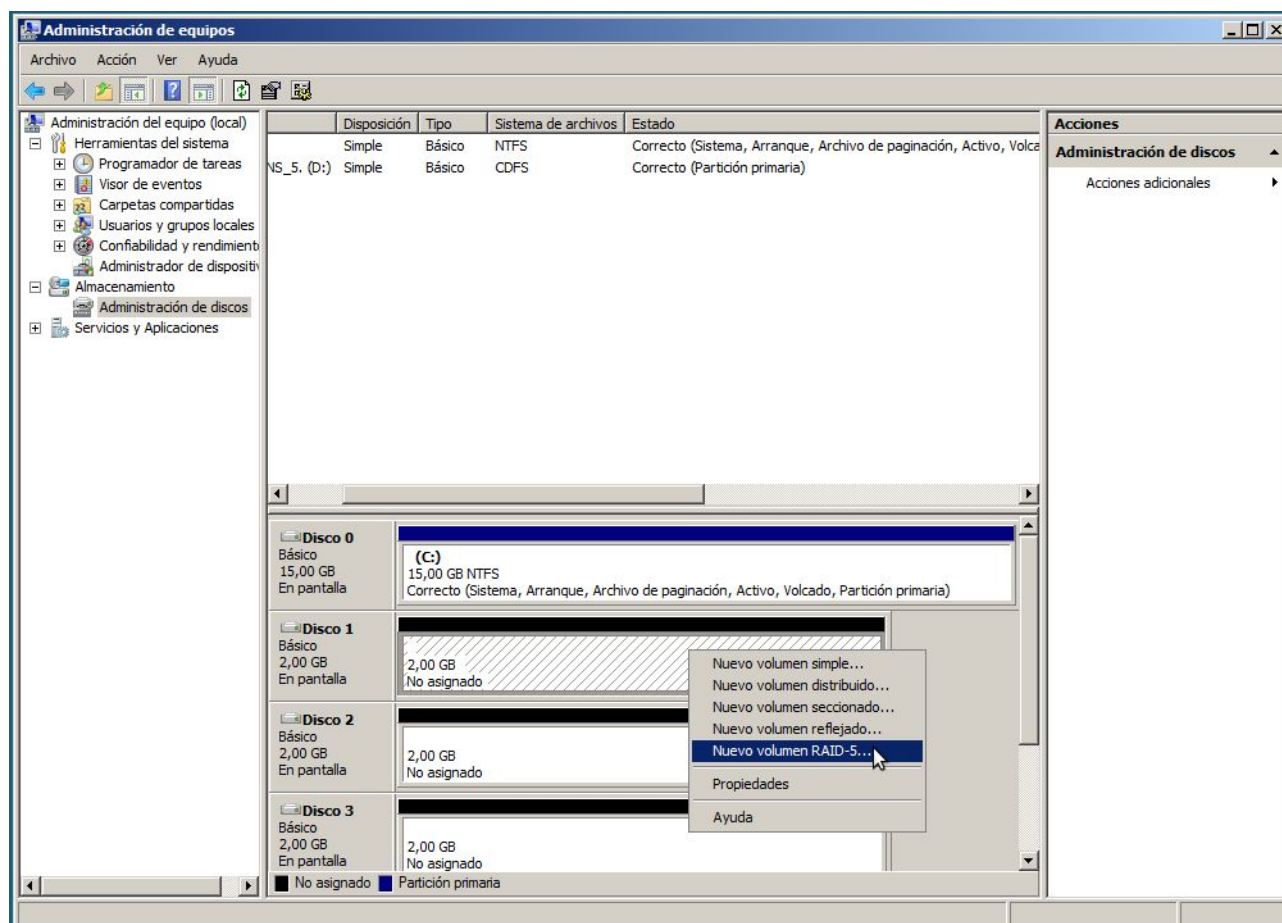 Administración de equipos
Archivo Acción Ver Ayuda
Administración del equipo (local)
Herramientas del sistema
Programador de tareas
Visor de eventos
Carpetas compartidas
Usuarios y grupos locales
Confiabilidad y rendimient
Administrador de dispositiv
Almacenamiento
Administración de discos
Servicios y Aplicaciones
Disposición Tipo Sistema de archivos Estado
Simple Básico NTFS Correcto (Sistema, Arranque, Archivo de paginación, Activo, Volca
NS_5. (D:) Simple Básico CDFS Correcto (Partición primaria)
Disco 0
Básico
15,00 GB
En pantalla
(C:)
15,00 GB NTFS
Correcto (Sistema, Arranque, Archivo de paginación, Activo, Volcado, Partición primaria)
Disco 1
Básico
2,00 GB
En pantalla
2,00 GB
No asignado
Disco 2
Básico
2,00 GB
En pantalla
2,00 GB
No asignado
Disco 3
Básico
2,00 GB
En pantalla
2,00 GB
No asignado
Nuevo volumen simple...
Nuevo volumen distribuido...
Nuevo volumen seccionado...
Nuevo volumen reflejado...
Nuevo volumen RAID-5...
Propiedades
Ayuda
No asignado Partición primaria
Acciones
Administración de discos
Acciones adicionales